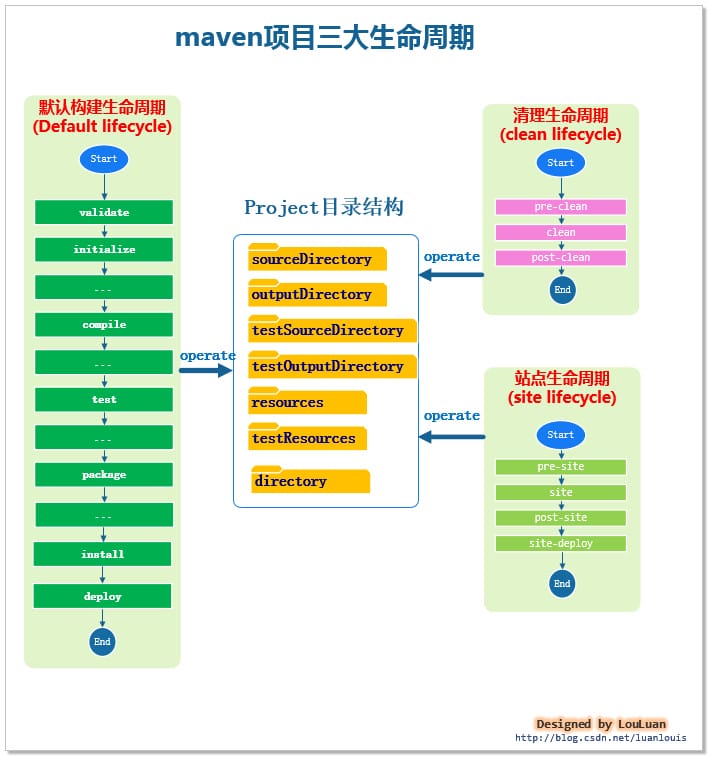 maven项目三大生命周期
默认构建生命周期
(Default lifecycle)
Start
validate
initialize
...
compile
...
test
...
package
...
install
deploy
End
operate
Project目录结构
sourceDirectory
outputDirectory
testSourceDirectory
testOutputDirectory
resources
testResources
directory
清理生命周期
(clean lifecycle)
Start
pre-clean
clean
post-clean
End
operate
站点生命周期
(site lifecycle)
Start
pre-site
site
post-site
site-deploy
End
operate
Designed by LouLuan
http://blog.csdn.net/luanlouis